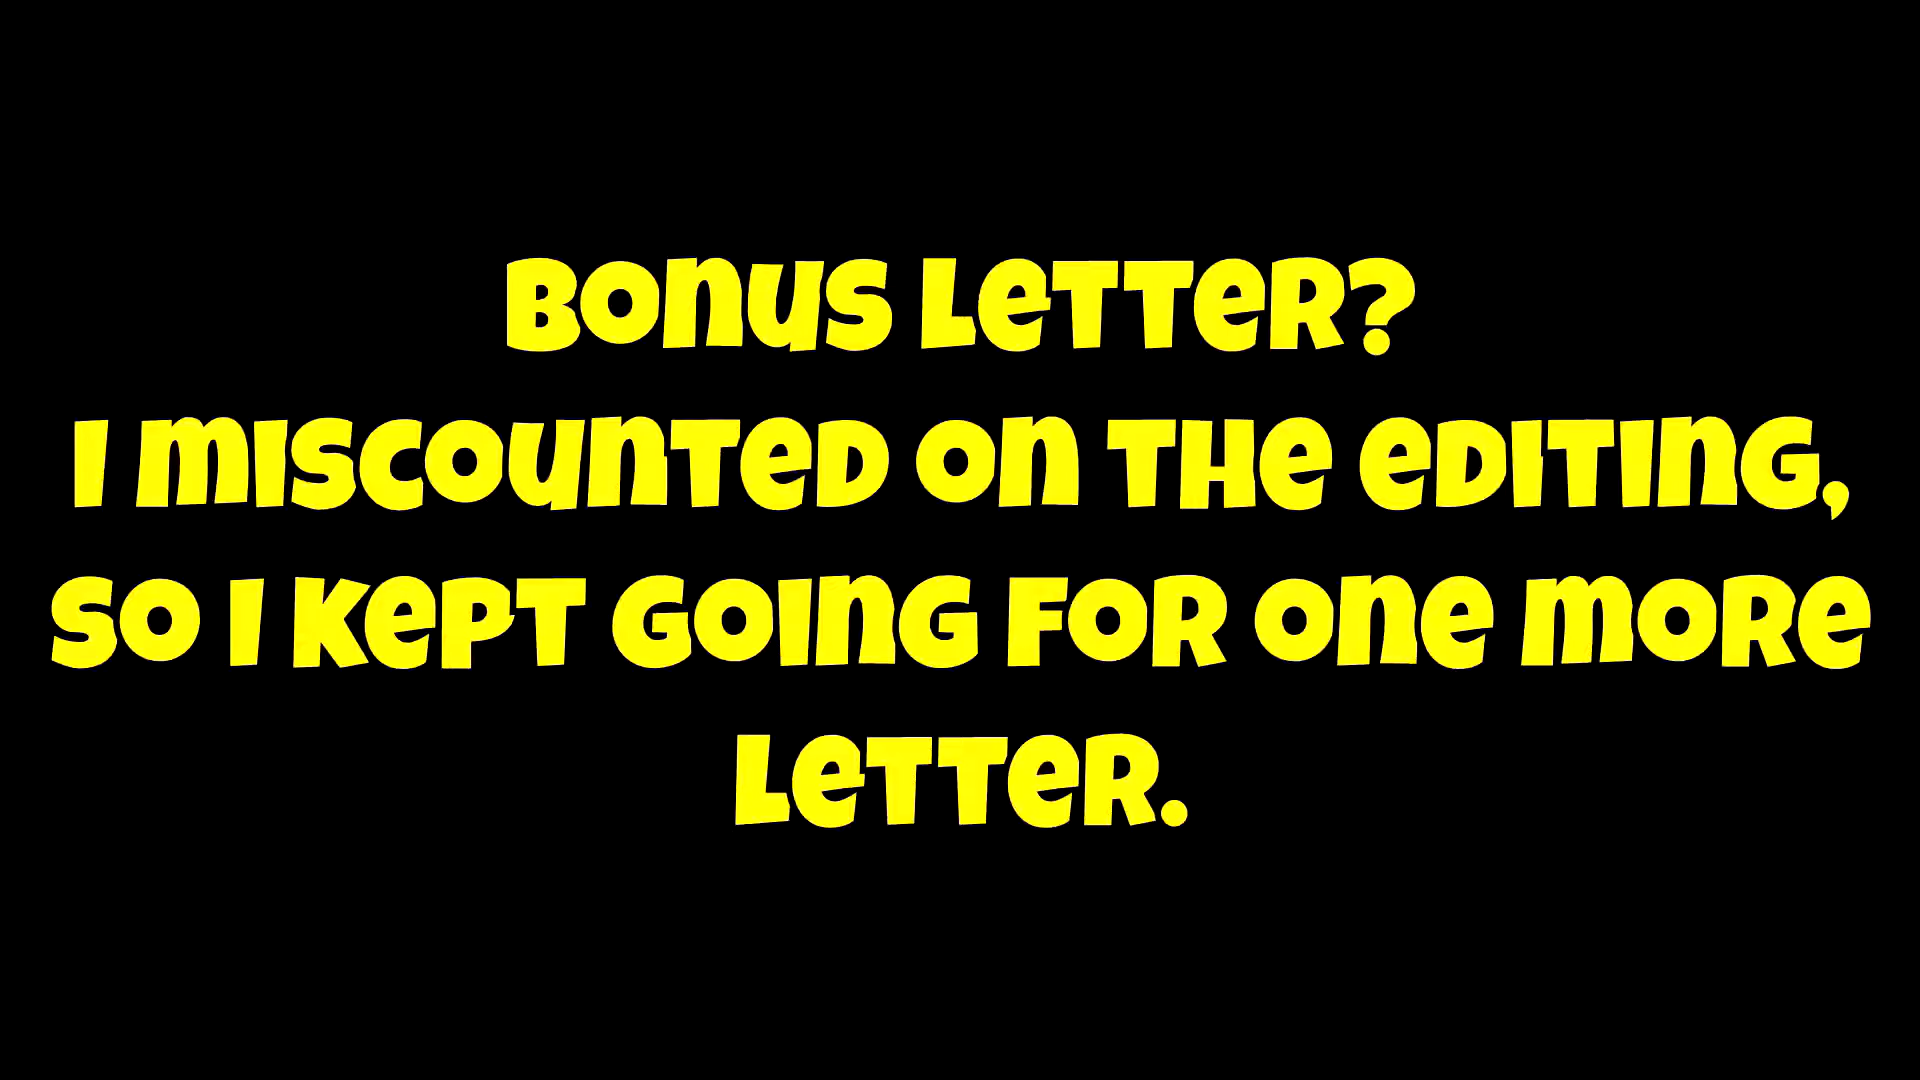 Bonus Letter?
I miscounted on the editing,
so I kept going for one more
letter.